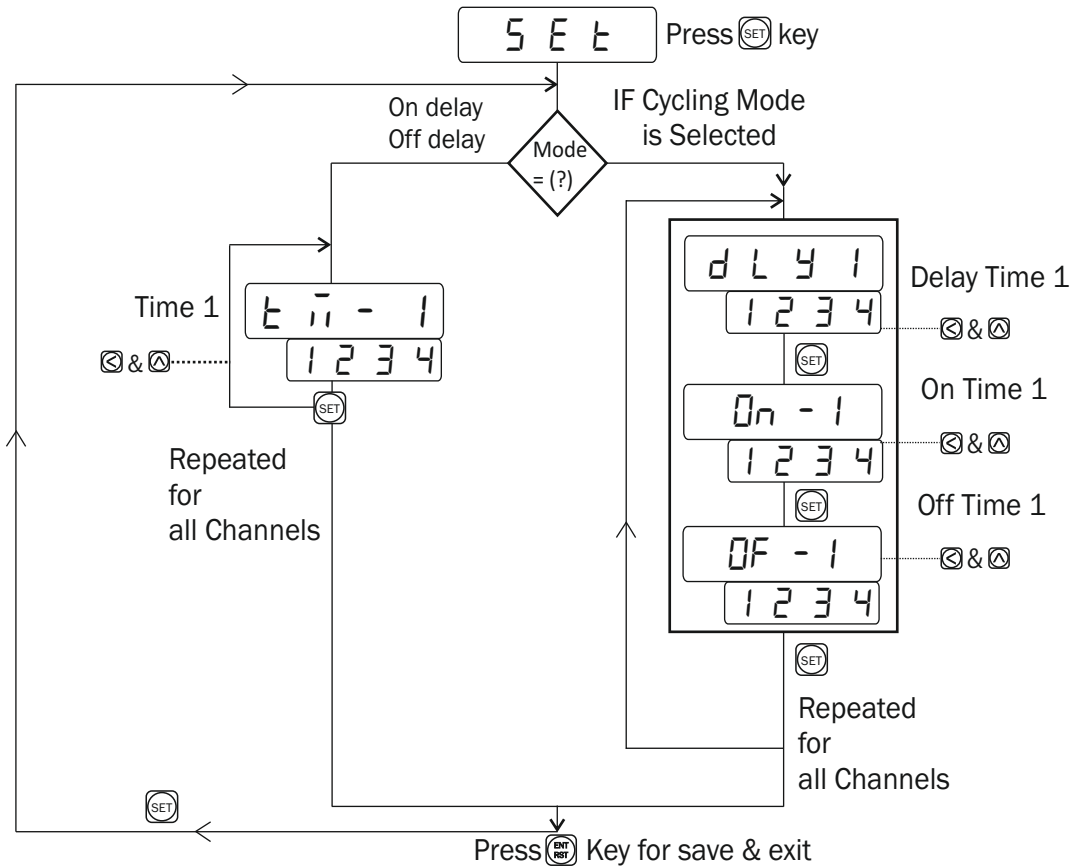 SEt
Press SET key
On delay
Off delay
IF Cycling Mode
is Selected
Mode
= (?)
Time 1
t m̄ - 1
1234
&
SET
Repeated
for
all Channels
dLY1
1234
Delay Time 1
&
SET
On - 1
1234
On Time 1
&
SET
OF - 1
1234
Off Time 1
&
SET
Repeated
for
all Channels
SET
Press ENT RST Key for save & exit